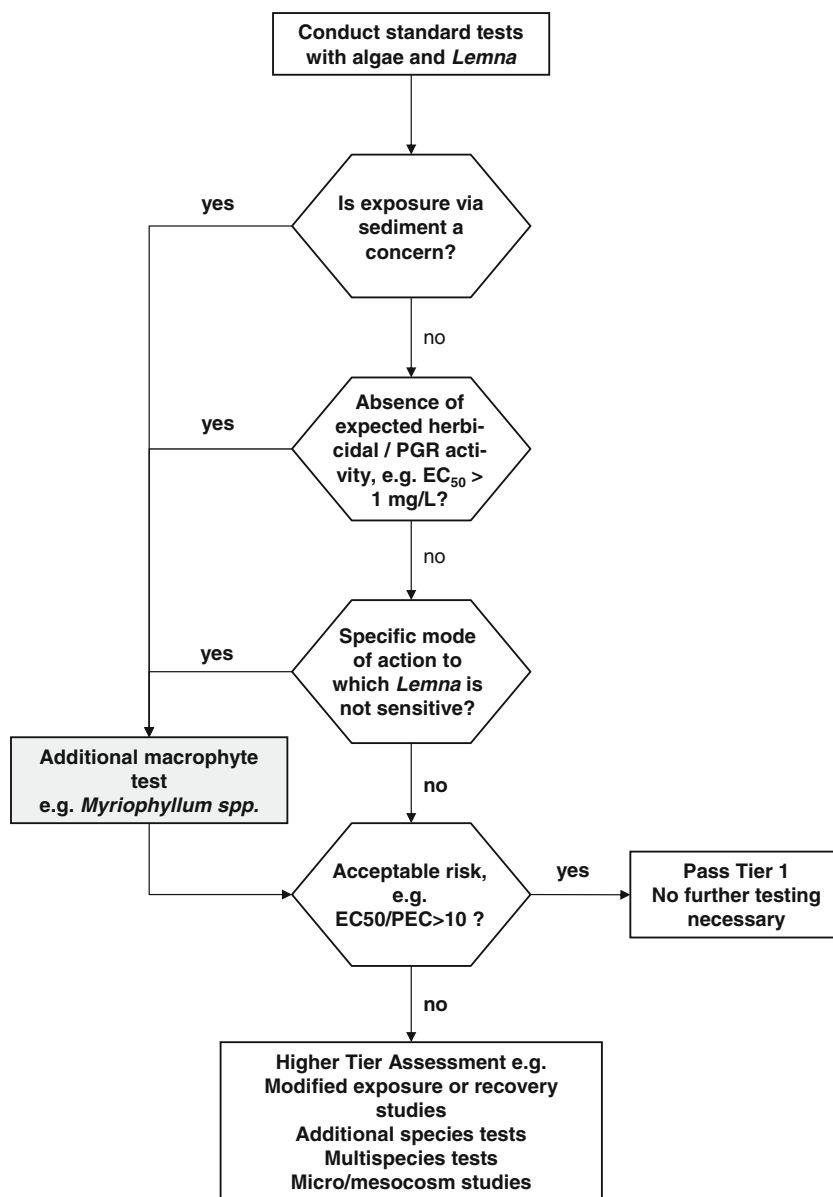 Conduct standard tests
with algae and Lemna
yes
Is exposure via
sediment a
concern?
no
yes
Absence of
expected herbi-
cidal / PGR acti-
vity, e.g. EC50 >
1 mg/L?
no
yes
Specific mode
of action to
which Lemna is
not sensitive?
Additional macrophyte
test
e.g. Myriophyllum spp.
no
Acceptable risk,
e.g.
EC50/PEC>10 ?
yes
Pass Tier 1
No further testing
necessary
no
Higher Tier Assessment e.g.
Modified exposure or recovery
studies
Additional species tests
Multispecies tests
Micro/mesocosm studies